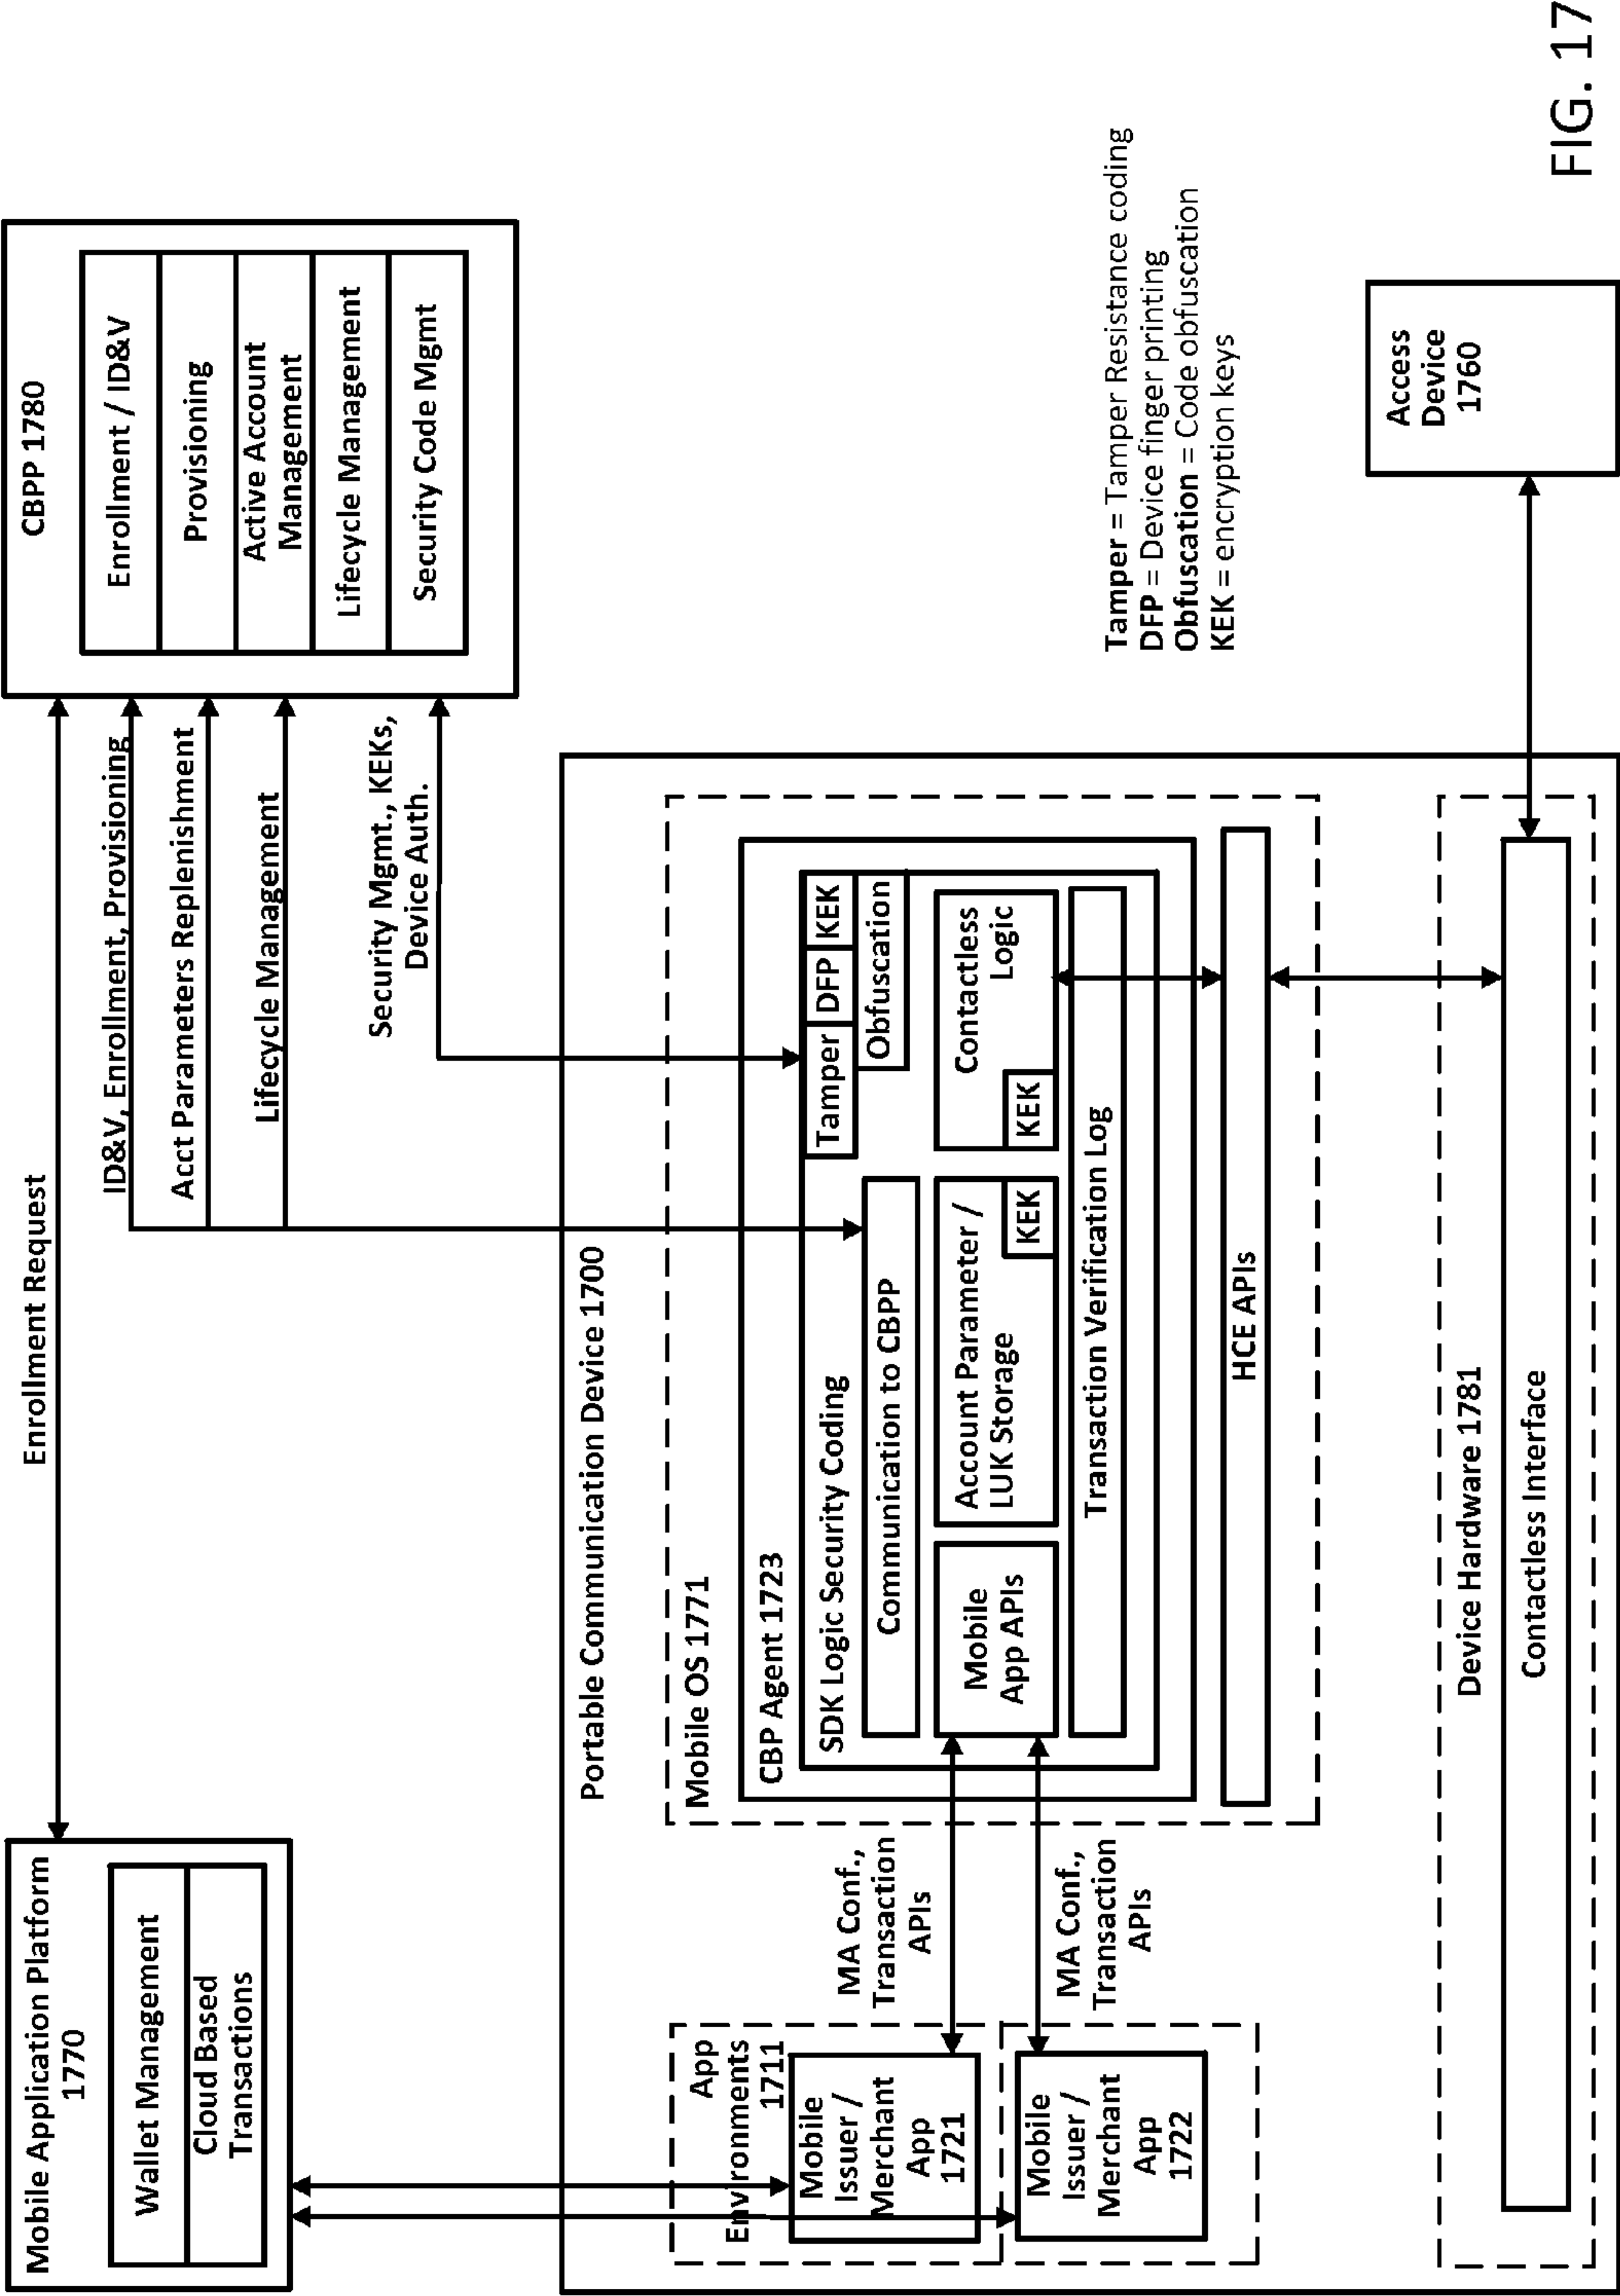 Mobile Application Platform
1770
Wallet Management
Cloud Based
Transactions
Enrollment Request
CBPP 1780
Enrollment / ID&V
Provisioning
Active Account
Management
Lifecycle Management
Security Code Mgmt
ID&V, Enrollment, Provisioning
Acct Parameters Replenishment
Lifecycle Management
Security Mgmt., KEKs,
Device Auth.
Portable Communication Device 1700
App
Environments
1711
Mobile
Issuer /
Merchant
App
1721
Mobile
Issuer /
Merchant
App
1722
MA Conf.,
Transaction
APIs
MA Conf.,
Transaction
APIs
Mobile OS 1771
CBP Agent 1723
SDK Logic Security Coding
Tamper
DFP
KEK
Obfuscation
Communication to CBPP
Mobile
App APIs
Account Parameter /
LUK Storage
KEK
Contactless
Logic
KEK
Transaction Verification Log
HCE APIs
Device Hardware 1781
Contactless Interface
Tamper = Tamper Resistance coding
DFP = Device finger printing
Obfuscation = Code obfuscation
KEK = encryption keys
Access
Device
1760
FIG. 17